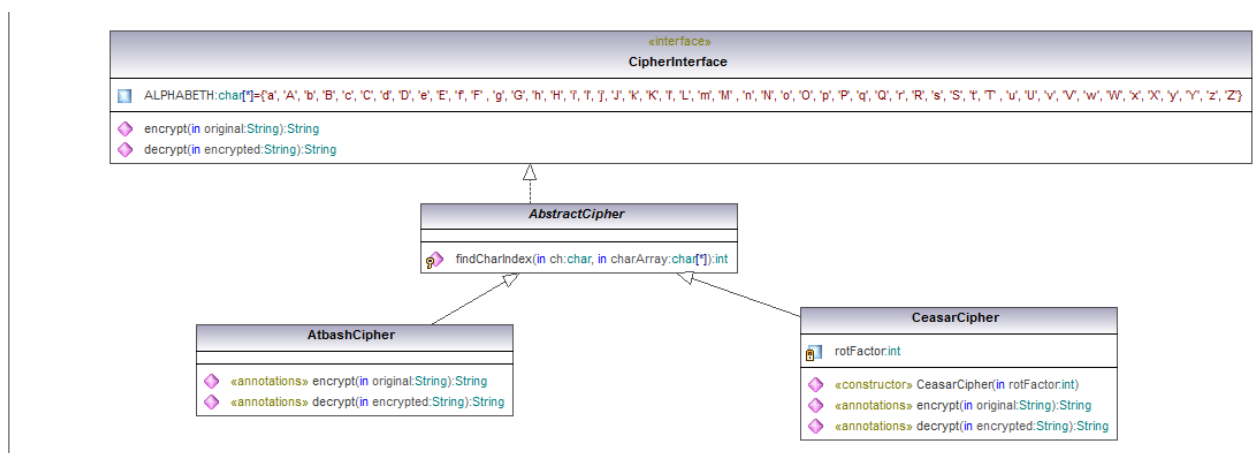 «interface»
CipherInterface
ALPHABETH:char[*]={'a', 'A', 'b', 'B', 'c', 'C', 'd', 'D', 'e', 'E', 'f', 'F' , 'g', 'G', 'h', 'H', 'i', 'I', 'j', 'J', 'k', 'K', 'l', 'L', 'm', 'M' , 'n', 'N', 'o', 'O', 'p', 'P', 'q', 'Q', 'r', 'R', 's', 'S', 't', 'T' , 'u', 'U', 'v', 'V', 'w', 'W', 'x', 'X', 'y', 'Y', 'z', 'Z'}
encrypt(in original:String):String
decrypt(in encrypted:String):String
AbstractCipher
findCharIndex(in ch:char, in charArray:char[*]):int
AtbashCipher
«annotations» encrypt(in original:String):String
«annotations» decrypt(in encrypted:String):String
CeasarCipher
rotFactor:int
«constructor» CeasarCipher(in rotFactor:int)
«annotations» encrypt(in original:String):String
«annotations» decrypt(in encrypted:String):String